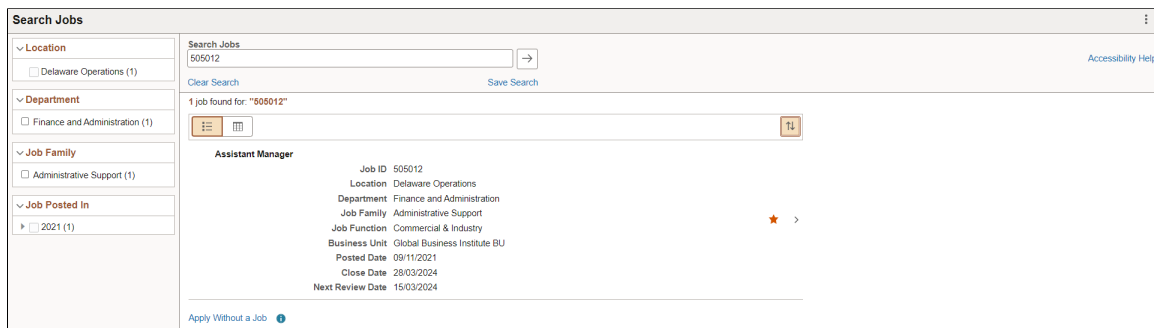 Search Jobs
Location
Delaware Operations (1)
Department
Finance and Administration (1)
Job Family
Administrative Support (1)
Job Posted In
2021 (1)
Search Jobs
505012
Accessibility Help
Clear Search Save Search
1 job found for: "505012"
Assistant Manager
Job ID 505012
Location Delaware Operations
Department Finance and Administration
Job Family Administrative Support
Job Function Commercial & Industry
Business Unit Global Business Institute BU
Posted Date 09/11/2021
Close Date 28/03/2024
Next Review Date 15/03/2024
Apply Without a Job